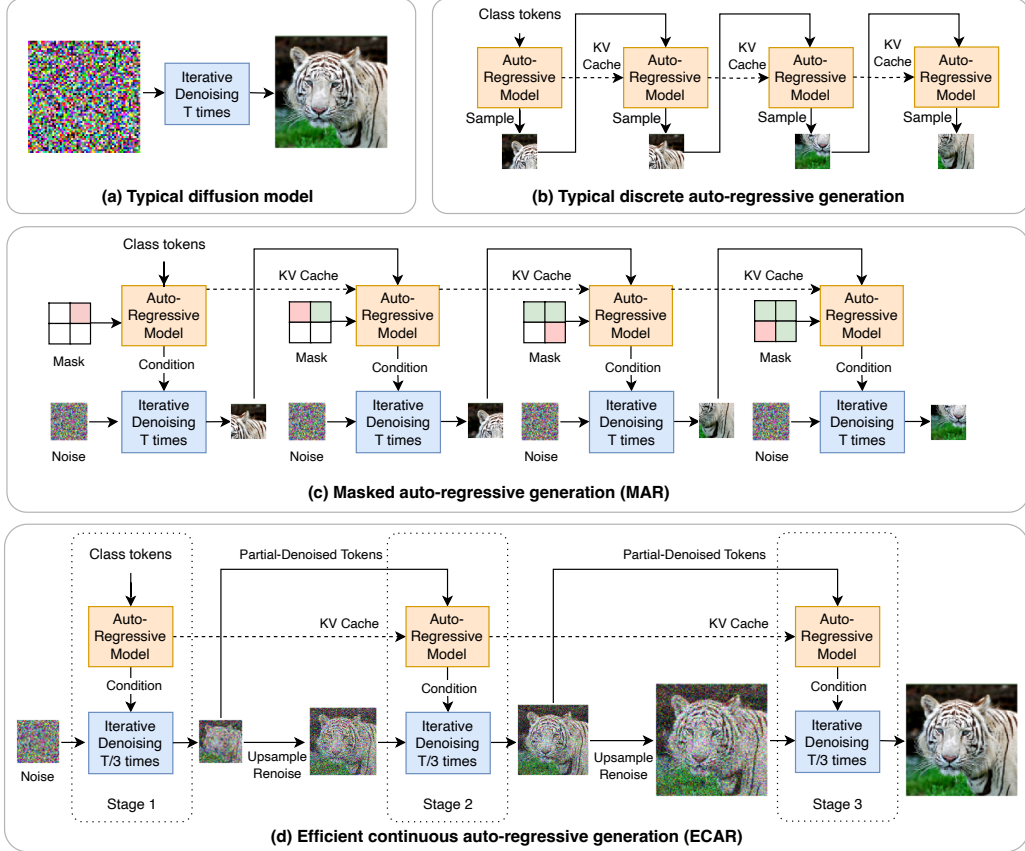 Iterative
Denoising
T times
(a) Typical diffusion model
Class tokens
Auto-
Regressive
Model
KV
Cache
Auto-
Regressive
Model
KV
Cache
Auto-
Regressive
Model
KV
Cache
Auto-
Regressive
Model
Sample
Sample
Sample
Sample
(b) Typical discrete auto-regressive generation
Class tokens
KV Cache
KV Cache
KV Cache
Auto-
Regressive
Model
Auto-
Regressive
Model
Auto-
Regressive
Model
Auto-
Regressive
Model
Mask
Mask
Mask
Mask
Condition
Condition
Condition
Condition
Iterative
Denoising
T times
Iterative
Denoising
T times
Iterative
Denoising
T times
Iterative
Denoising
T times
Noise
Noise
Noise
Noise
(c) Masked auto-regressive generation (MAR)
Class tokens
Partial-Denoised Tokens
Partial-Denoised Tokens
Auto-
Regressive
Model
KV Cache
Auto-
Regressive
Model
KV Cache
Auto-
Regressive
Model
Condition
Condition
Condition
Noise
Iterative
Denoising
T/3 times
Upsample
Renoise
Iterative
Denoising
T/3 times
Upsample
Renoise
Iterative
Denoising
T/3 times
Stage 1
Stage 2
Stage 3
(d) Efficient continuous auto-regressive generation (ECAR)